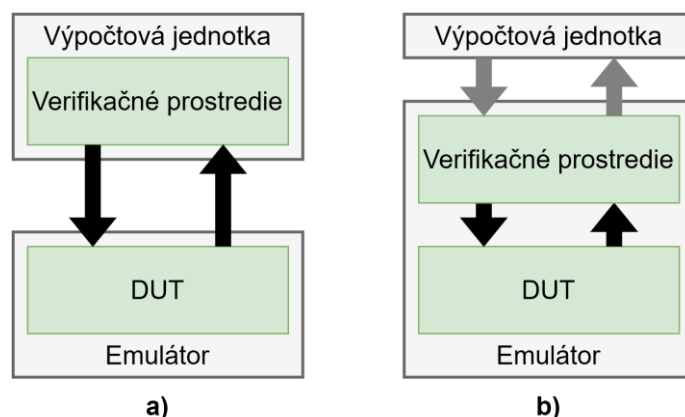 Výpočtová jednotka
Verifikačné prostredie
DUT
Emulátor
a)
Výpočtová jednotka
Verifikačné prostredie
DUT
Emulátor
b)